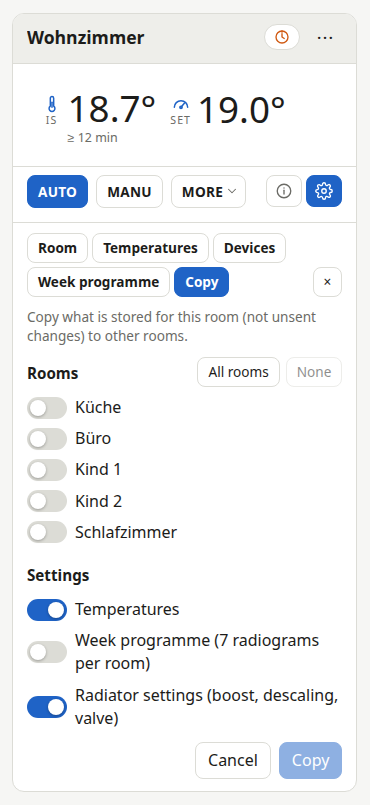 Wohnzimmer
IS 18.7° SET 19.0°
≥ 12 min
AUTO MANU MORE
Room Temperatures Devices
Week programme Copy ×
Copy what is stored for this room (not unsent
changes) to other rooms.
Rooms All rooms None
Küche
Büro
Kind 1
Kind 2
Schlafzimmer
Settings
Temperatures
Week programme (7 radiograms
per room)
Radiator settings (boost, descaling,
valve)
Cancel Copy